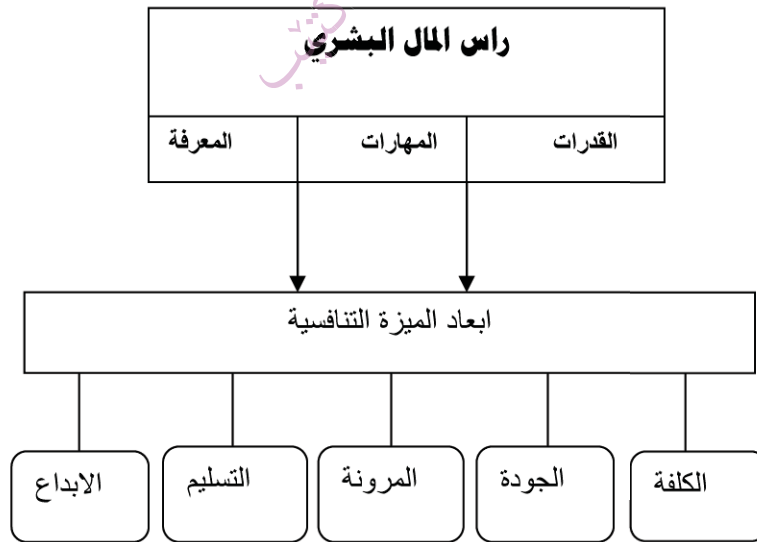 راس المال البشري
القدرات المهارات المعرفة
ابعاد الميزة التنافسية
الكلفة الجودة المرونة التسليم الابداع